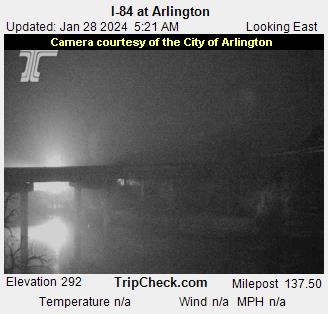 I-84 at Arlington
Updated: Jan 28 2024 5:21 AM Looking East
Camera courtesy of the City of Arlington
Elevation 292 TripCheck.com Milepost 137.50
Temperature n/a Wind n/a MPH n/a